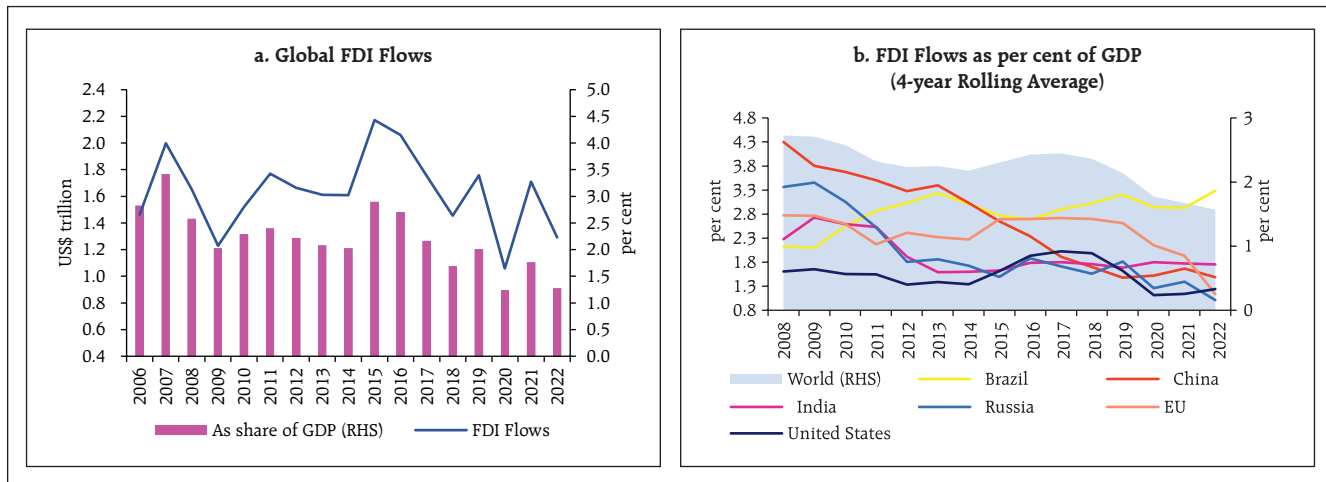 a. Global FDI Flows
US$ trillion
2.4
2.2
2.0
1.8
1.6
1.4
1.2
1.0
0.8
0.6
0.4
5.0
4.5
4.0
3.5
3.0
2.5
2.0
1.5
1.0
0.5
0.0
per cent
2006 2007 2008 2009 2010 2011 2012 2013 2014 2015 2016 2017 2018 2019 2020 2021 2022
As share of GDP (RHS) FDI Flows
b. FDI Flows as per cent of GDP
(4-year Rolling Average)
per cent
4.8
4.3
3.8
3.3
2.8
2.3
1.8
1.3
0.8
3
2
1
0
per cent
2008 2009 2010 2011 2012 2013 2014 2015 2016 2017 2018 2019 2020 2021 2022
World (RHS) Brazil China
India Russia EU
United States